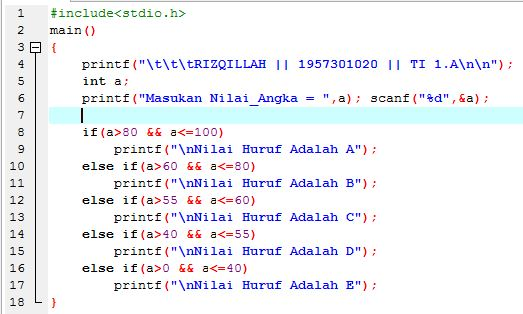 1 #include<stdio.h>
2 main()
3 {
4 printf("\t\t\tRIZQILLAH || 1957301020 || TI 1.A\n\n");
5 int a;
6 printf("Masukan Nilai_Angka = ",a); scanf("%d",&a);
7
8 if(a>80 && a<=100)
9 printf("\nNilai Huruf Adalah A");
10 else if(a>60 && a<=80)
11 printf("\nNilai Huruf Adalah B");
12 else if(a>55 && a<=60)
13 printf("\nNilai Huruf Adalah C");
14 else if(a>40 && a<=55)
15 printf("\nNilai Huruf Adalah D");
16 else if(a>0 && a<=40)
17 printf("\nNilai Huruf Adalah E");
18 }